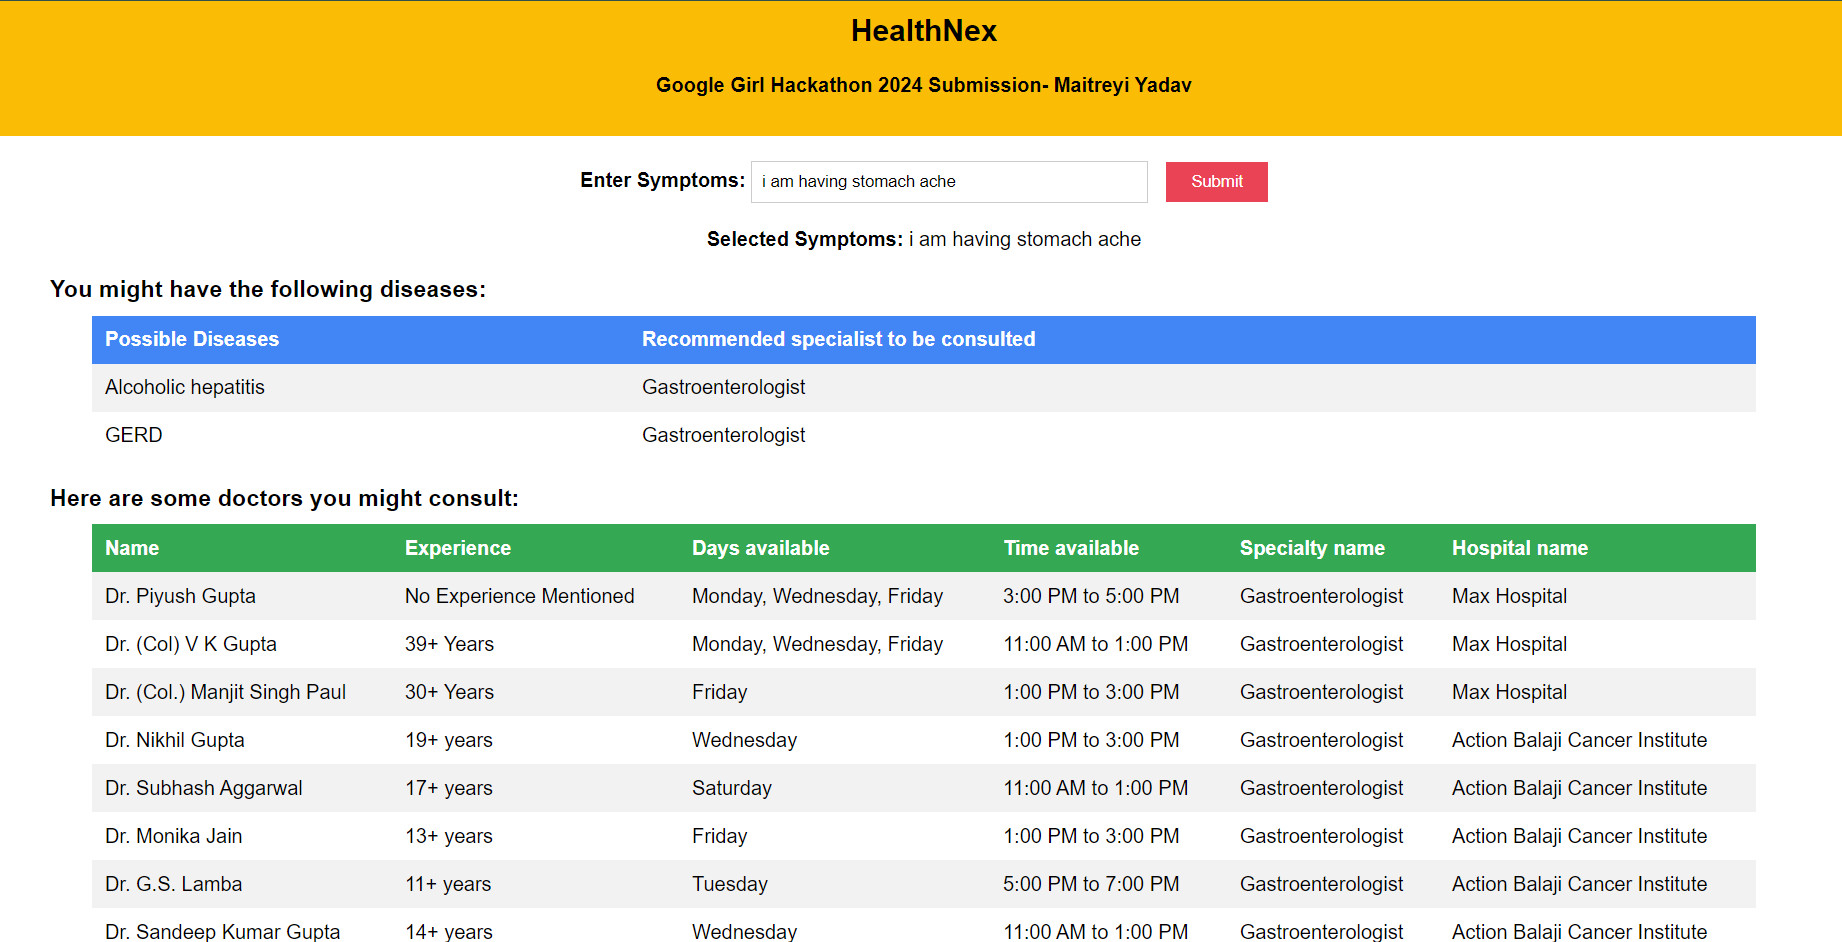 HealthNex
Google Girl Hackathon 2024 Submission- Maitreyi Yadav
Enter Symptoms: i am having stomach ache Submit
Selected Symptoms: i am having stomach ache
You might have the following diseases:
Possible Diseases Recommended specialist to be consulted
Alcoholic hepatitis Gastroenterologist
GERD Gastroenterologist
Here are some doctors you might consult:
Name Experience Days available Time available Specialty name Hospital name
Dr. Piyush Gupta No Experience Mentioned Monday, Wednesday, Friday 3:00 PM to 5:00 PM Gastroenterologist Max Hospital
Dr. (Col) V K Gupta 39+ Years Monday, Wednesday, Friday 11:00 AM to 1:00 PM Gastroenterologist Max Hospital
Dr. (Col.) Manjit Singh Paul 30+ Years Friday 1:00 PM to 3:00 PM Gastroenterologist Max Hospital
Dr. Nikhil Gupta 19+ years Wednesday 1:00 PM to 3:00 PM Gastroenterologist Action Balaji Cancer Institute
Dr. Subhash Aggarwal 17+ years Saturday 11:00 AM to 1:00 PM Gastroenterologist Action Balaji Cancer Institute
Dr. Monika Jain 13+ years Friday 1:00 PM to 3:00 PM Gastroenterologist Action Balaji Cancer Institute
Dr. G.S. Lamba 11+ years Tuesday 5:00 PM to 7:00 PM Gastroenterologist Action Balaji Cancer Institute
Dr. Sandeep Kumar Gupta 14+ years Wednesday 11:00 AM to 1:00 PM Gastroenterologist Action Balaji Cancer Institute